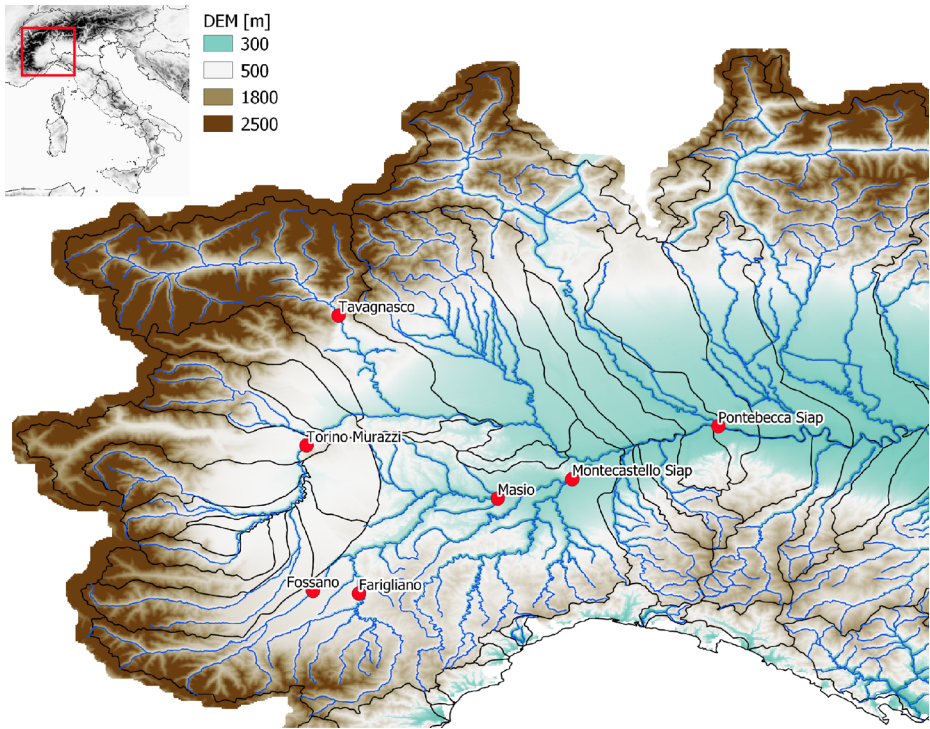 DEM [m]
300
500
1800
2500
Tavagnasco
Pontebecca Siap
Torino Murazzi
Montecastello Siap
Masio
Fossano
Farigliano